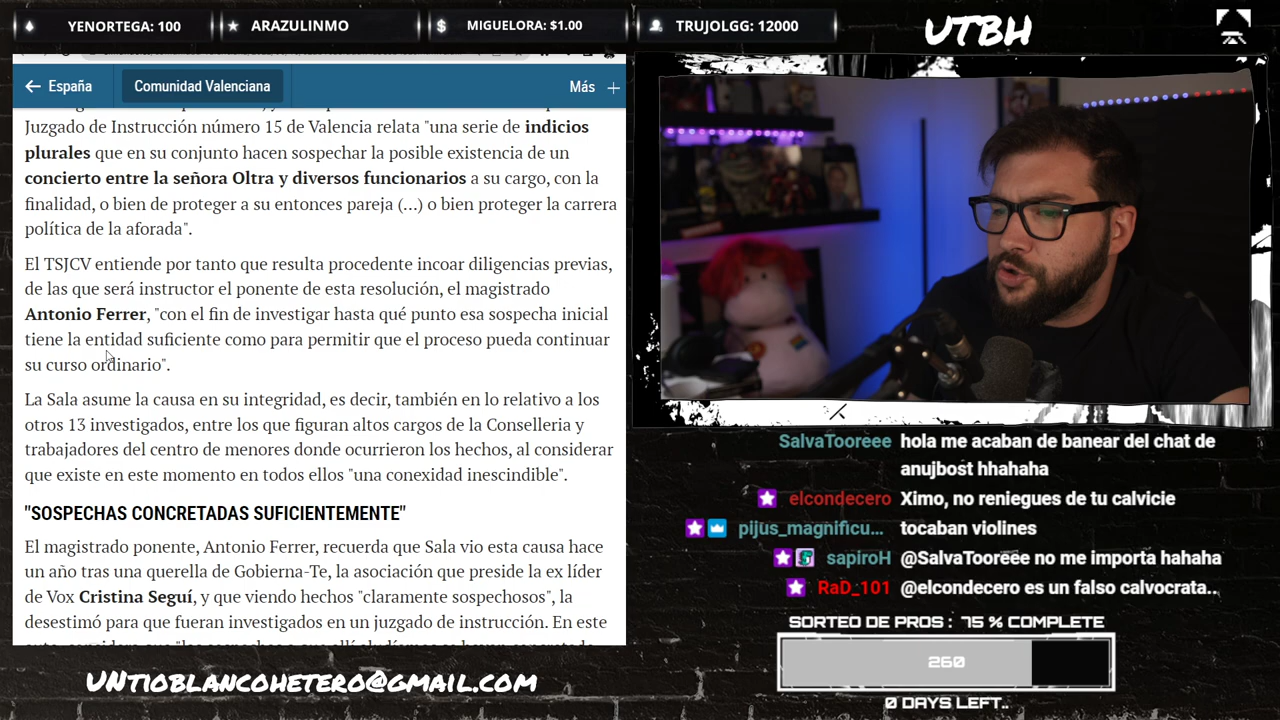 YENORTEGA: 100
ARAZULINMO
MIGUELORA: $1.00
TRUJOLGG: 12000
UTBH
España
Comunidad Valenciana
Más +
Juzgado de Instrucción número 15 de Valencia relata "una serie de indicios
plurales que en su conjunto hacen sospechar la posible existencia de un
concierto entre la señora Oltra y diversos funcionarios a su cargo, con la
finalidad, o bien de proteger a su entonces pareja (...) o bien proteger la carrera
política de la aforada".
El TSJCV entiende por tanto que resulta procedente incoar diligencias previas,
de las que será instructor el ponente de esta resolución, el magistrado
Antonio Ferrer, "con el fin de investigar hasta qué punto esa sospecha inicial
tiene la entidad suficiente como para permitir que el proceso pueda continuar
su curso ordinario".
La Sala asume la causa en su integridad, es decir, también en lo relativo a los
otros 13 investigados, entre los que figuran altos cargos de la Conselleria y
trabajadores del centro de menores donde ocurrieron los hechos, al considerar
que existe en este momento en todos ellos "una conexidad inescindible".
"SOSPECHAS CONCRETADAS SUFICIENTEMENTE"
El magistrado ponente, Antonio Ferrer, recuerda que Sala vio esta causa hace
un año tras una querella de Gobierna-Te, la asociación que preside la ex líder
de Vox Cristina Seguí, y que viendo hechos "claramente sospechosos", la
desestimó para que fueran investigados en un juzgado de instrucción. En este
SalvaTooreee hola me acaban de banear del chat de
anujbost hhahaha
elcondecero Ximo, no reniegues de tu calvicie
pijus_magnificu... tocaban violines
sapiroH @SalvaTooreee no me importa hahaha
RaD_101 @elcondecero es un falso calvocrata..
SORTEO DE PROS : 75 % COMPLETE
260
0 DAYS LEFT..
UNTIOBLANCOHETERO@GMAIL.COM